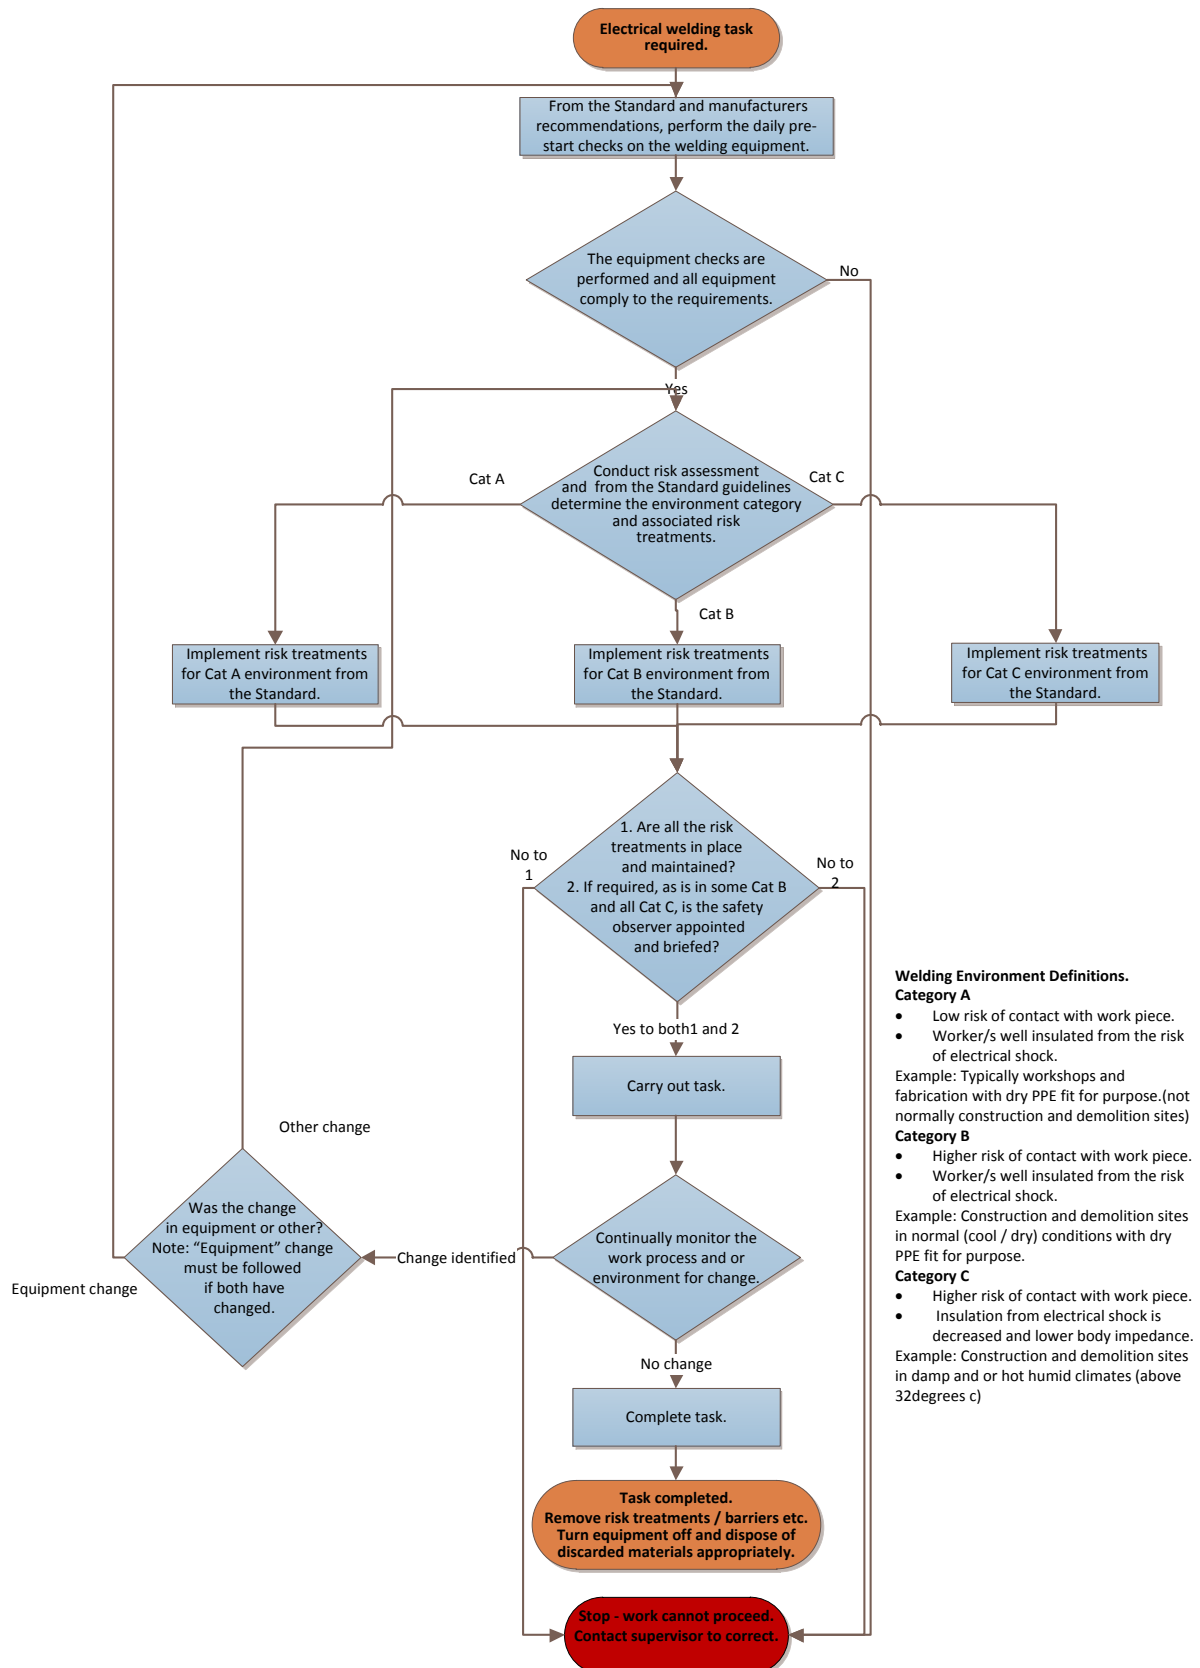 Electrical welding task
required.
From the Standard and manufacturers
recommendations, perform the daily pre-
start checks on the welding equipment.
The equipment checks are
performed and all equipment
comply to the requirements.
No
Yes
Cat A
Conduct risk assessment
and  from the Standard guidelines
determine the environment category
and associated risk
treatments.
Cat C
Cat B
Implement risk treatments
for Cat A environment from
the Standard.
Implement risk treatments
for Cat B environment from
the Standard.
Implement risk treatments
for Cat C environment from
the Standard.
1. Are all the risk
treatments in place
and maintained?
2. If required, as is in some Cat B
and all Cat C, is the safety
observer appointed
and briefed?
No to
1
No to
2
Yes to both1 and 2
Carry out task.
Continually monitor the
work process and or
environment for change.
Change identified
Other change
Was the change
in equipment or other?
Note: “Equipment” change
must be followed
if both have
changed.
Equipment change
No change
Complete task.
Task completed.
Remove risk treatments / barriers etc.
Turn equipment off and dispose of
discarded materials appropriately.
Stop - work cannot proceed.
Contact supervisor to correct.
Welding Environment Definitions.
Category A
• Low risk of contact with work piece.
• Worker/s well insulated from the risk
of electrical shock.
Example: Typically workshops and
fabrication with dry PPE fit for purpose.(not
normally construction and demolition sites)
Category B
• Higher risk of contact with work piece.
• Worker/s well insulated from the risk
of electrical shock.
Example: Construction and demolition sites
in normal (cool / dry) conditions with dry
PPE fit for purpose.
Category C
• Higher risk of contact with work piece.
• Insulation from electrical shock is
decreased and lower body impedance.
Example: Construction and demolition sites
in damp and or hot humid climates (above
32degrees c)